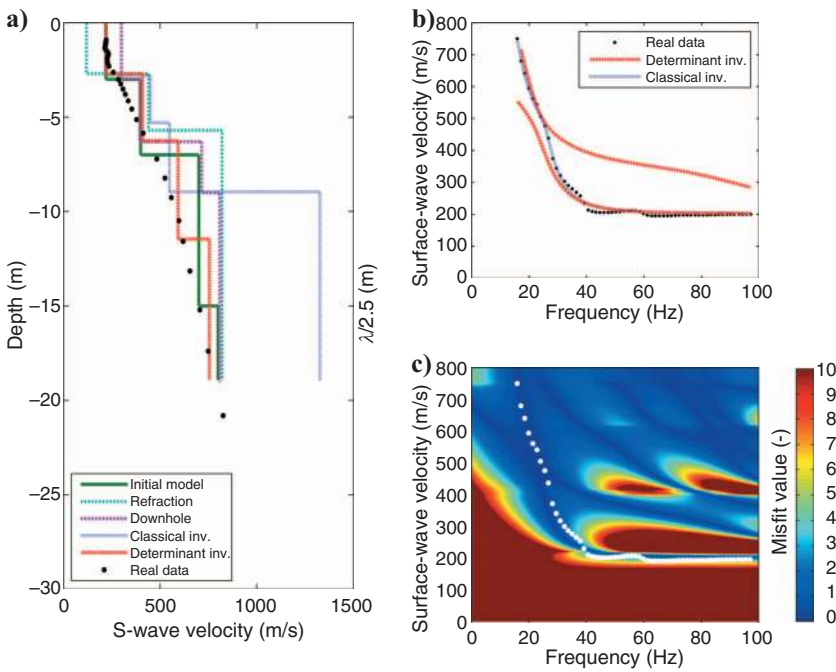 a)
0
−5
−10
−15
−20
−25
−30
Depth (m)
λ/2.5 (m)
Initial model
Refraction
Downhole
Classical inv.
Determinant inv.
Real data
0
500
1000
1500
S-wave velocity (m/s)
b)
800
700
600
500
400
300
200
100
0
Surface-wave velocity (m/s)
Real data
Determinant inv.
Classical inv.
0
20
40
60
80
100
Frequency (Hz)
c)
800
700
600
500
400
300
200
100
0
Surface-wave velocity (m/s)
0
20
40
60
80
100
Frequency (Hz)
10
9
8
7
6
5
4
3
2
1
0
Misfit value (-)